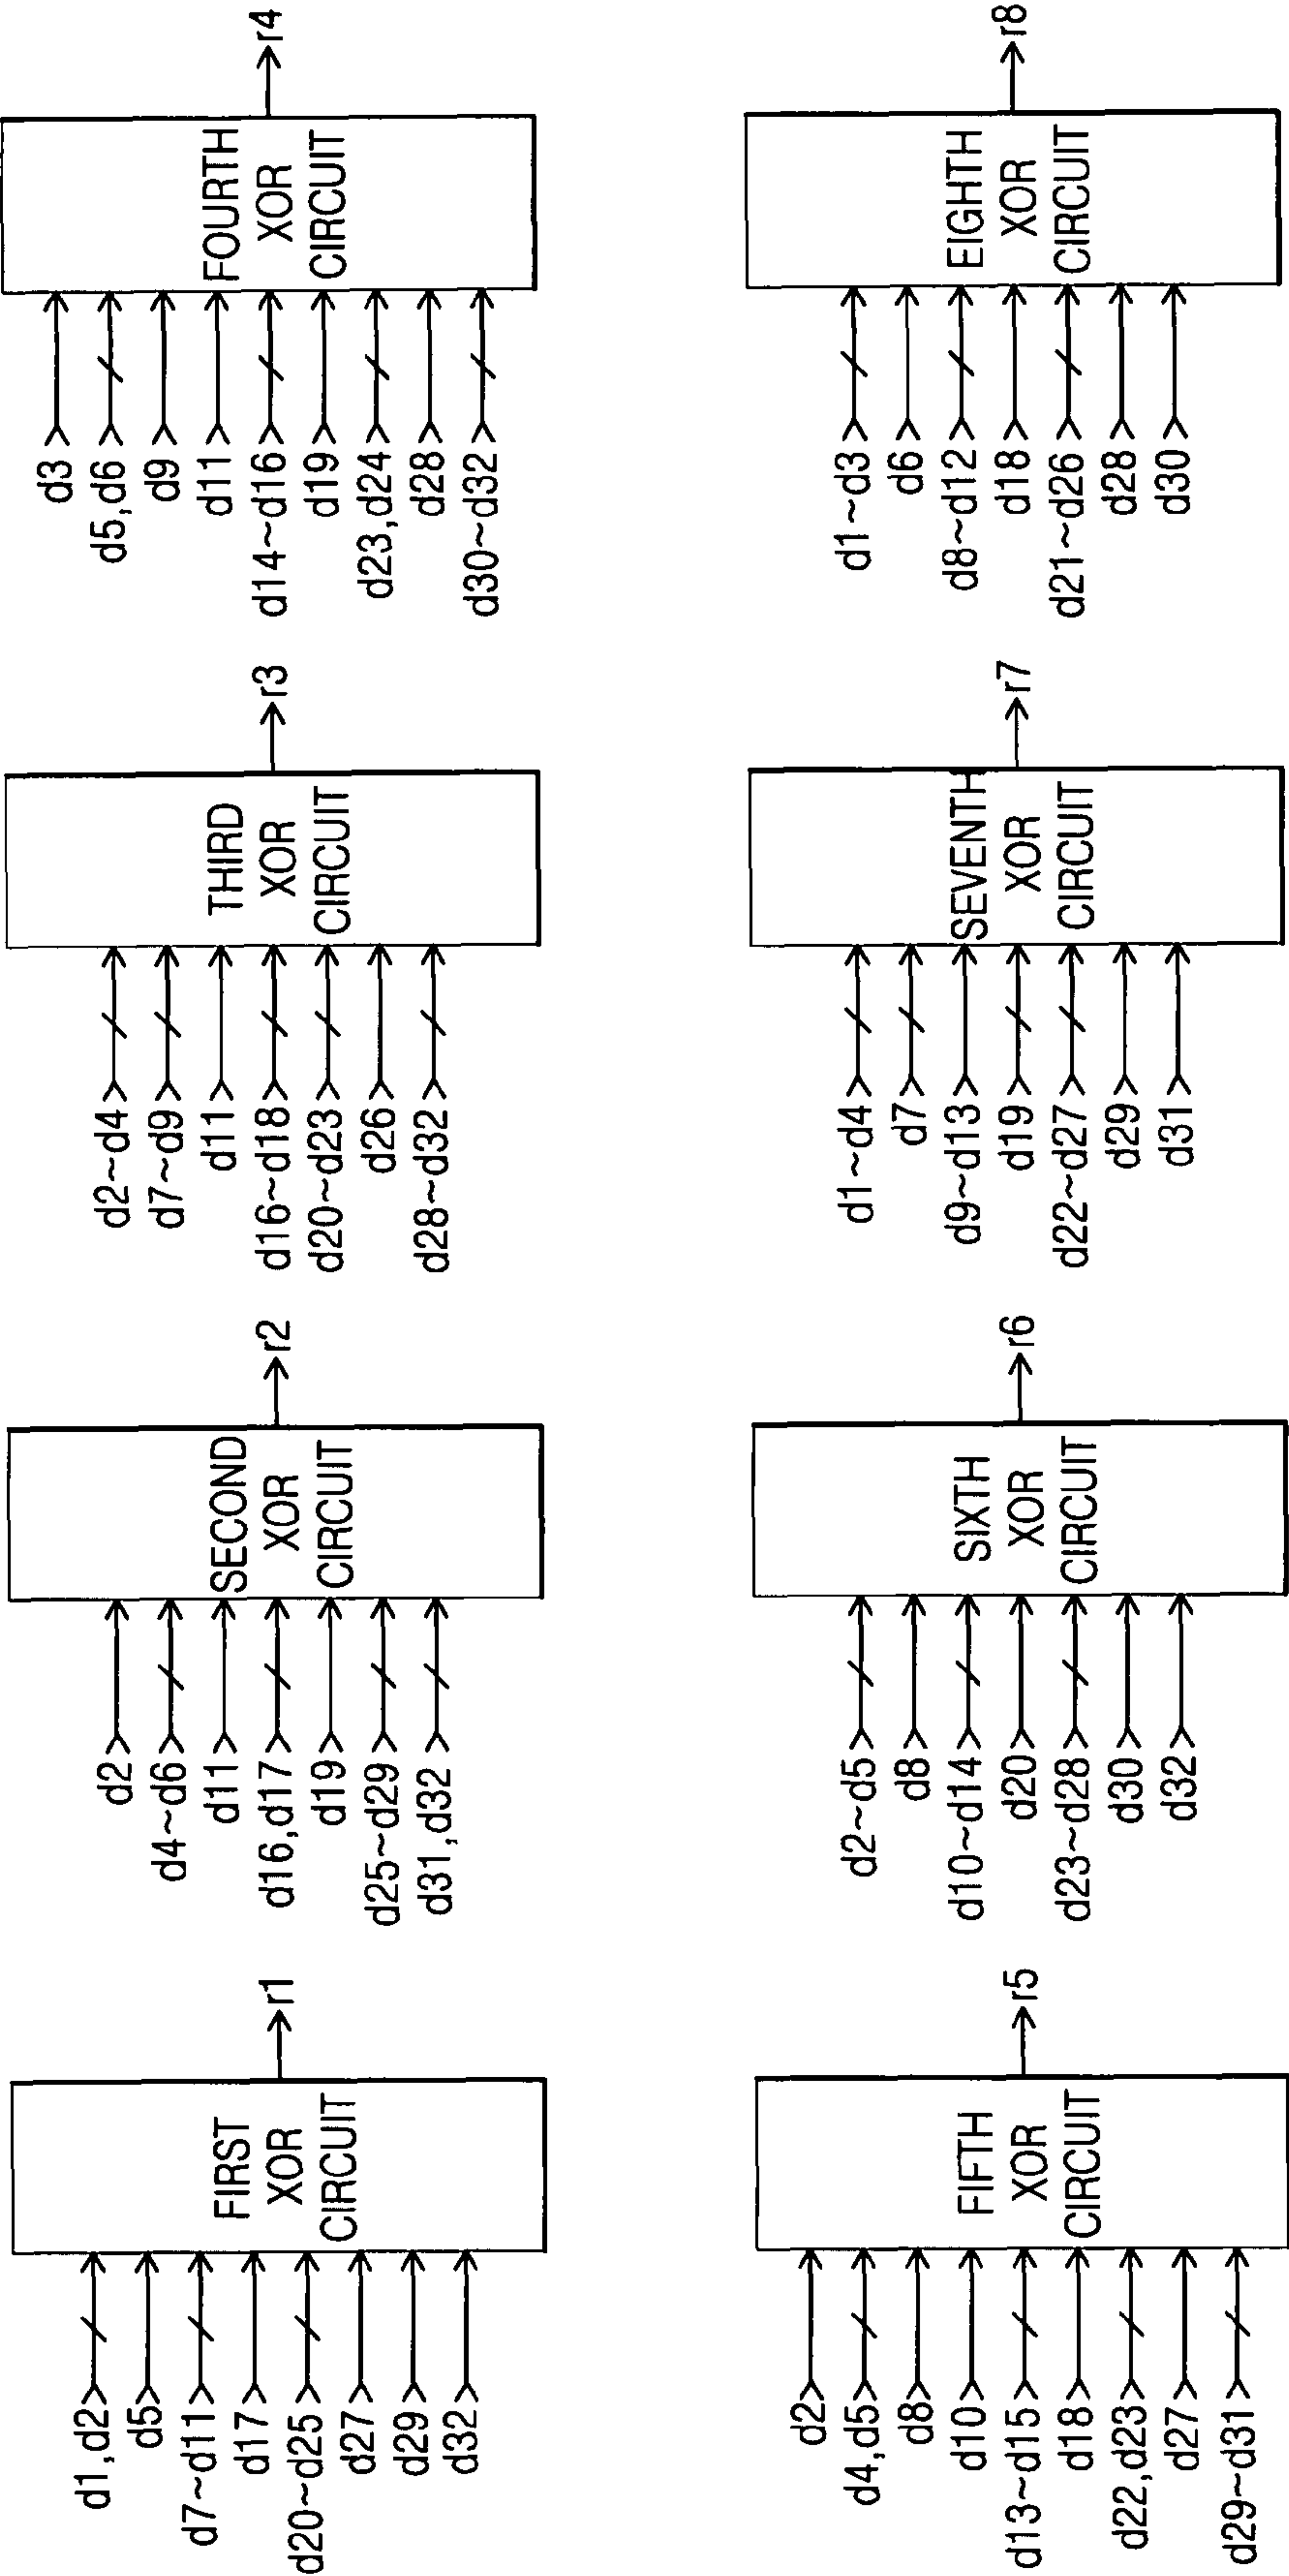 d1,d2
d5
d7~d11
d17
d20~d25
d27
d29
d32
FIRST
XOR
CIRCUIT
r1
d2
d4~d6
d11
d16,d17
d19
d25~d29
d31,d32
SECOND
XOR
CIRCUIT
r2
d2~d4
d7~d9
d11
d16~d18
d20~d23
d26
d28~d32
THIRD
XOR
CIRCUIT
r3
d3
d5,d6
d9
d11
d14~d16
d19
d23,d24
d28
d30~d32
FOURTH
XOR
CIRCUIT
r4
d2
d4,d5
d8
d10
d13~d15
d18
d22,d23
d27
d29~d31
FIFTH
XOR
CIRCUIT
r5
d2~d5
d8
d10~d14
d20
d23~d28
d30
d32
SIXTH
XOR
CIRCUIT
r6
d1~d4
d7
d9~d13
d19
d22~d27
d29
d31
SEVENTH
XOR
CIRCUIT
r7
d1~d3
d6
d8~d12
d18
d21~d26
d28
d30
EIGHTH
XOR
CIRCUIT
r8